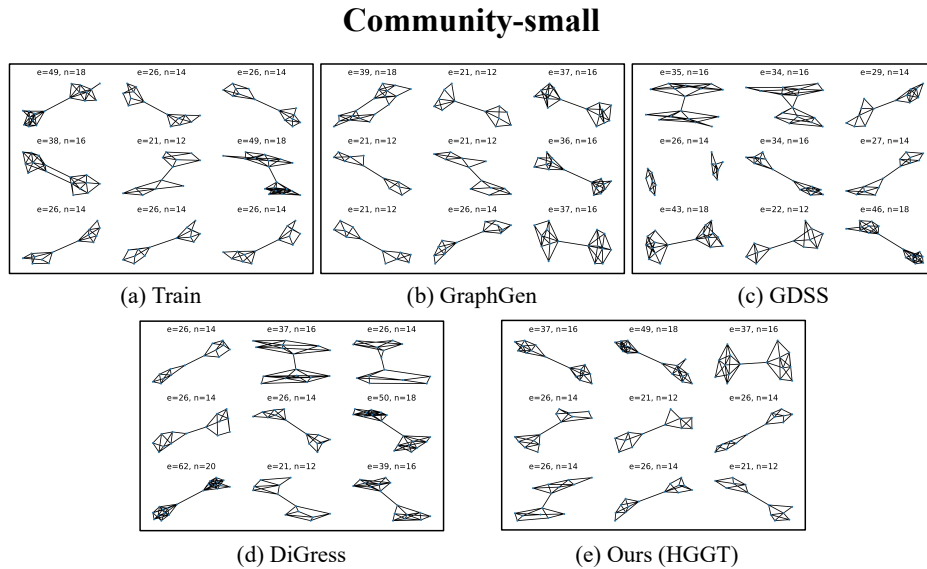 Community-small
e=49, n=18 e=26, n=14 e=26, n=14
e=38, n=16 e=21, n=12 e=49, n=18
e=26, n=14 e=26, n=14 e=26, n=14
(a) Train
e=39, n=18 e=21, n=12 e=37, n=16
e=21, n=12 e=21, n=12 e=36, n=16
e=21, n=12 e=26, n=14 e=37, n=16
(b) GraphGen
e=35, n=16 e=34, n=16 e=29, n=14
e=26, n=14 e=34, n=16 e=27, n=14
e=43, n=18 e=22, n=12 e=46, n=18
(c) GDSS
e=26, n=14 e=37, n=16 e=26, n=14
e=26, n=14 e=26, n=14 e=50, n=18
e=62, n=20 e=21, n=12 e=39, n=16
(d) DiGress
e=37, n=16 e=49, n=18 e=37, n=16
e=26, n=14 e=21, n=12 e=26, n=14
e=26, n=14 e=26, n=14 e=21, n=12
(e) Ours (HGGT)